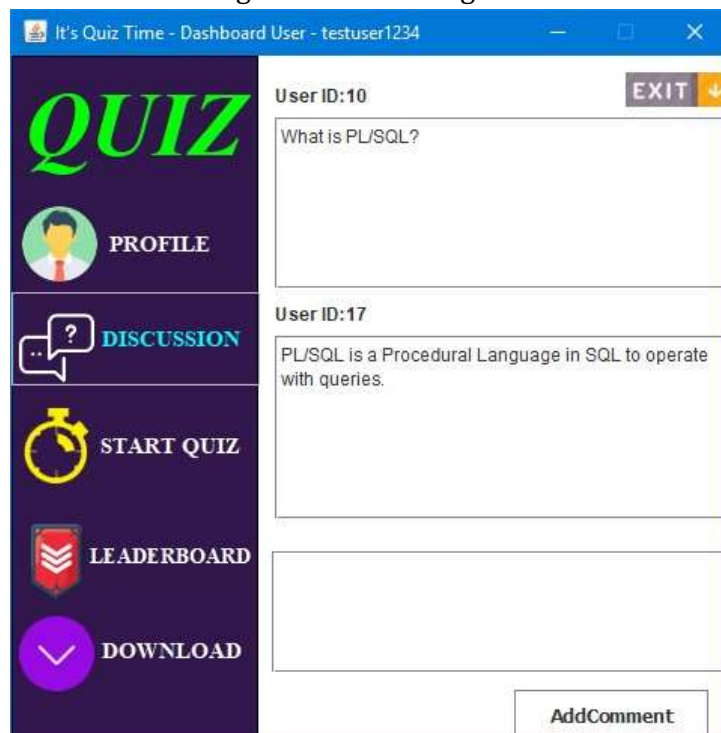 It's Quiz Time - Dashboard User - testuser1234
QUIZ
PROFILE
DISCUSSION
START QUIZ
LEADERBOARD
DOWNLOAD
EXIT
User ID:10
What is PL/SQL?
User ID:17
PL/SQL is a Procedural Language in SQL to operate
with queries.
AddComment